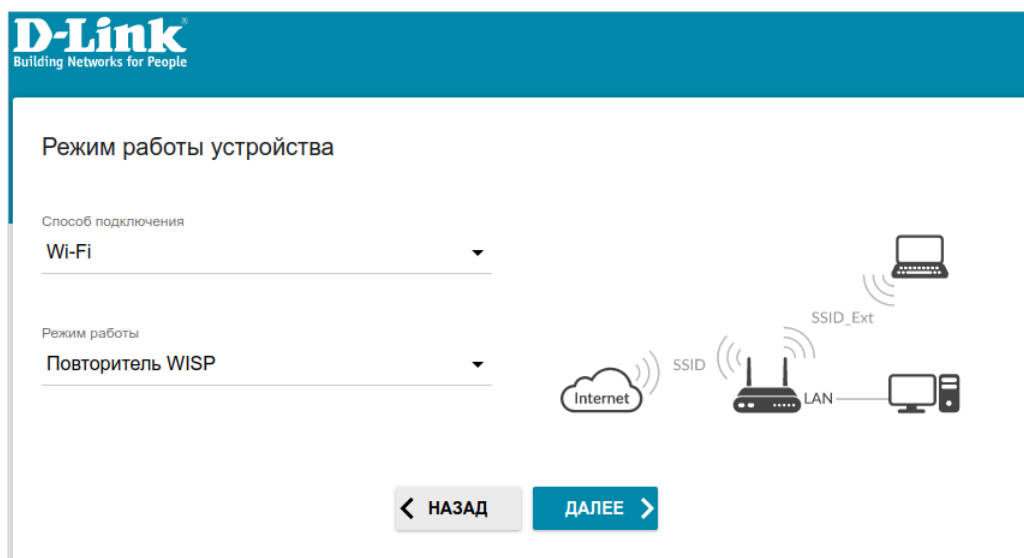 D-Link
Building Networks for People
Режим работы устройства
Способ подключения
Wi-Fi
Режим работы
Повторитель WISP
SSID_Ext
SSID
Internet
LAN
НАЗАД
ДАЛЕЕ